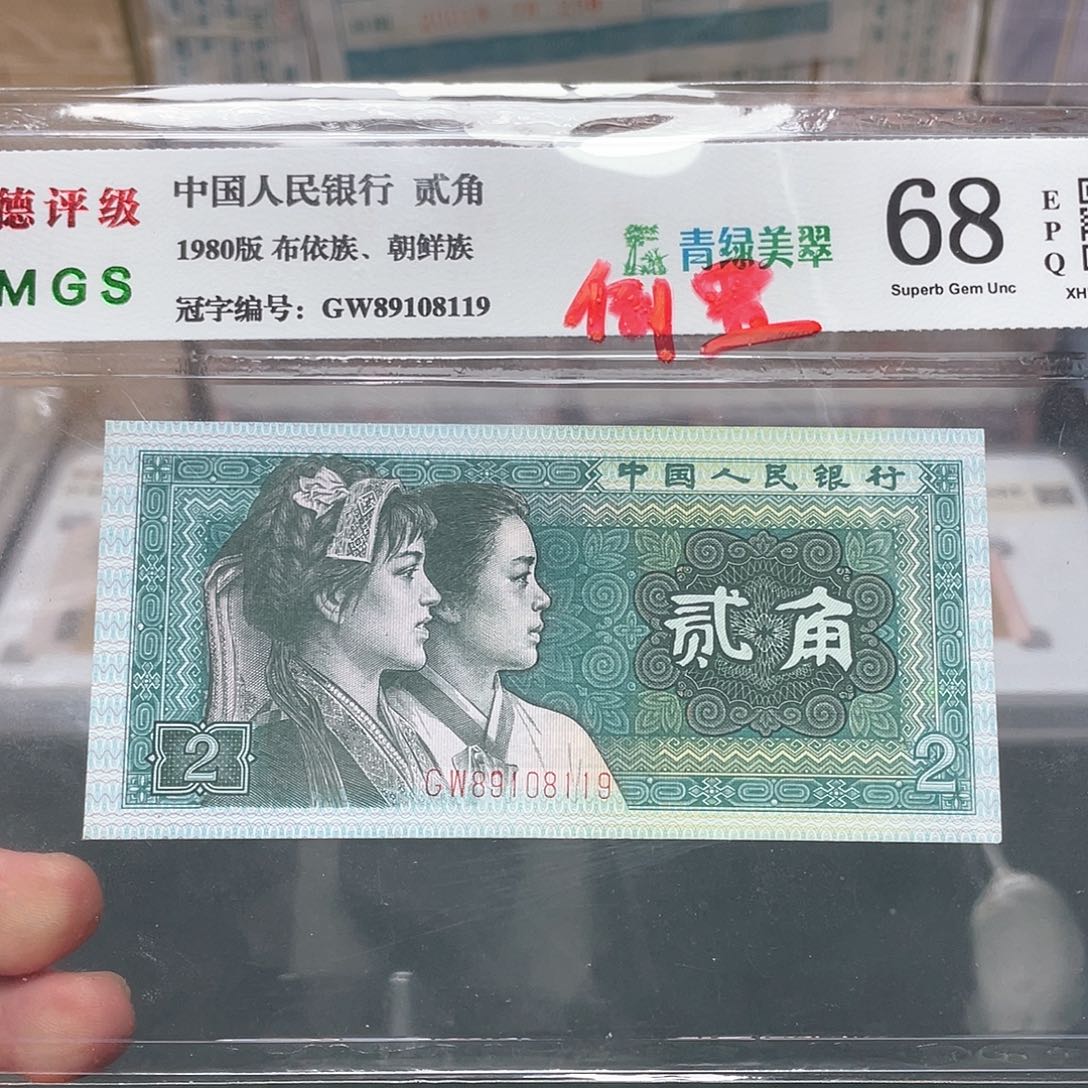 德评级
MGS
中国人民银行 贰角
1980版 布依族、朝鲜族
冠字编号：GW89108119
青绿美翠
倒置
68
Superb Gem Unc
EPQ
XH
中国人民银行
贰角
2
GW89108119
2